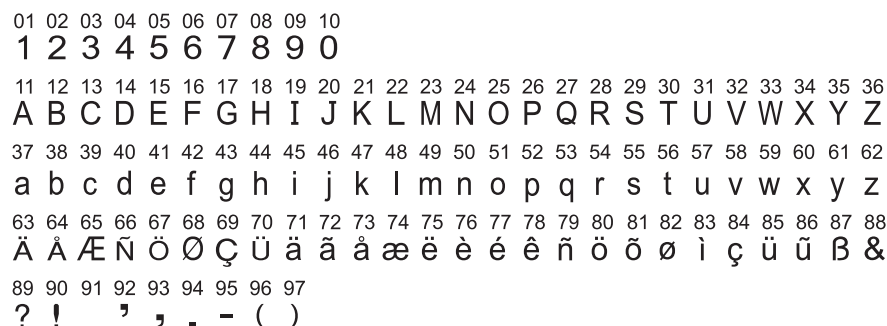 01 02 03 04 05 06 07 08 09 10
1 2 3 4 5 6 7 8 9 0
11 12 13 14 15 16 17 18 19 20 21 22 23 24 25 26 27 28 29 30 31 32 33 34 35 36
A B C D E F G H I J K L M N O P Q R S T U V W X Y Z
37 38 39 40 41 42 43 44 45 46 47 48 49 50 51 52 53 54 55 56 57 58 59 60 61 62
a b c d e f g h i j k l m n o p q r s t u v w x y z
63 64 65 66 67 68 69 70 71 72 73 74 75 76 77 78 79 80 81 82 83 84 85 86 87 88
Ä Å Æ Ñ Ö Ø Ç Ü ä ã å æ ë è é ê ñ ö õ ø ì ç ü ũ ß &
89 90 91 92 93 94 95 96 97
? ! ’ , . - ( )